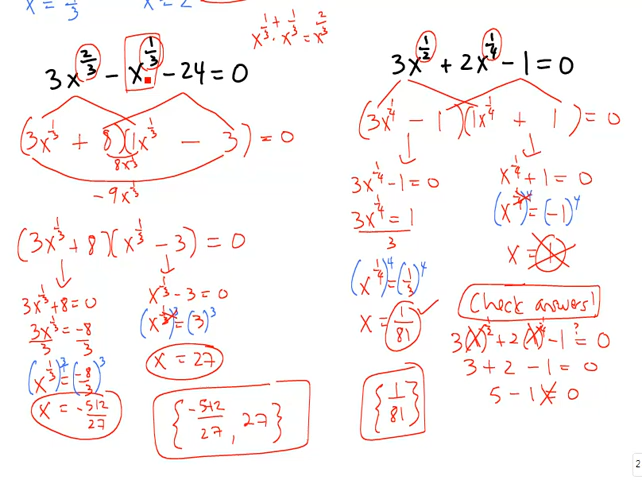 x = 3/3
x^(1/3) · x^(1/3) = x^(2/3)
1/3 + 1/3
3x^(2/3) − x^(1/3) − 24 = 0
(3x^(1/3) + 8)(1x^(1/3) − 3) = 0
8x^(1/3)
−9x^(1/3)
(3x^(1/3) + 8)(x^(1/3) − 3) = 0
3x^(1/3) + 8 = 0
3x^(1/3) = −8
3 3
(x^(1/3))^3 = (−8/3)^3
x = −512/27
x^(1/3) − 3 = 0
(x^(1/3))^3 = (3)^3
x = 27
{−512/27, 27}
3x^(1/2) + 2x^(1/4) − 1 = 0
(3x^(1/4) − 1)(1x^(1/4) + 1) = 0
3x^(1/4) − 1 = 0
3x^(1/4) = 1
3
(x^(1/4))^4 = (1/3)^4
x = 1/81
{1/81}
x^(1/4) + 1 = 0
(x^(1/4))^4 = (−1)^4
x = 1
Check answers!
3(x)^(1/2) + 2(x)^(1/4) − 1 ?= 0
3 + 2 − 1 = 0
5 − 1 ≠ 0
2